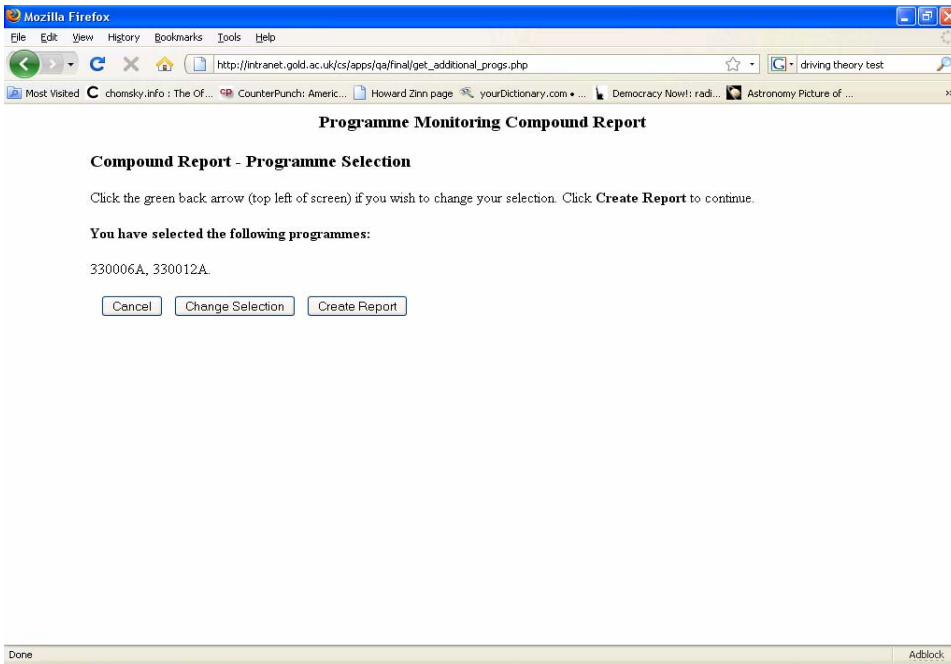 Mozilla Firefox
File Edit View History Bookmarks Tools Help
http://intranet.gold.ac.uk/cs/apps/qa/final/get_additional_progs.php G driving theory test
Most Visited C chomsky.info : The Of... CP CounterPunch: Americ... Howard Zinn page yourDictionary.com • ... Democracy Now!: radi... Astronomy Picture of ... »
Programme Monitoring Compound Report
Compound Report - Programme Selection
Click the green back arrow (top left of screen) if you wish to change your selection. Click Create Report to continue.
You have selected the following programmes:
330006A, 330012A.
Cancel Change Selection Create Report
Done Adblock